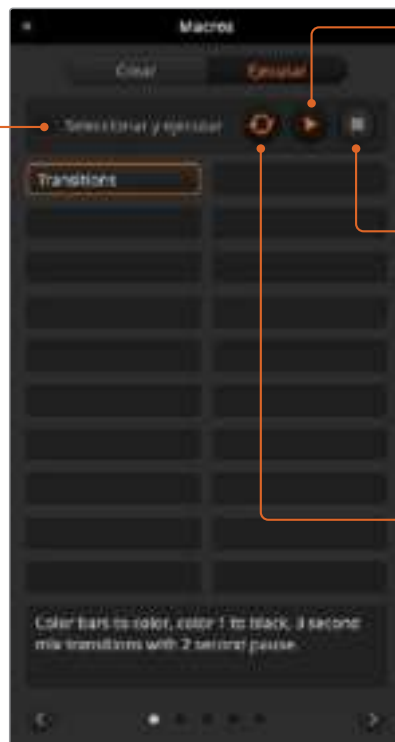 Macros
Crear Ejecutar
Seleccionar y ejecutar
Transitions
Color bars to color, color 1 to black, 3 second
mix transitions with 2 second pause.